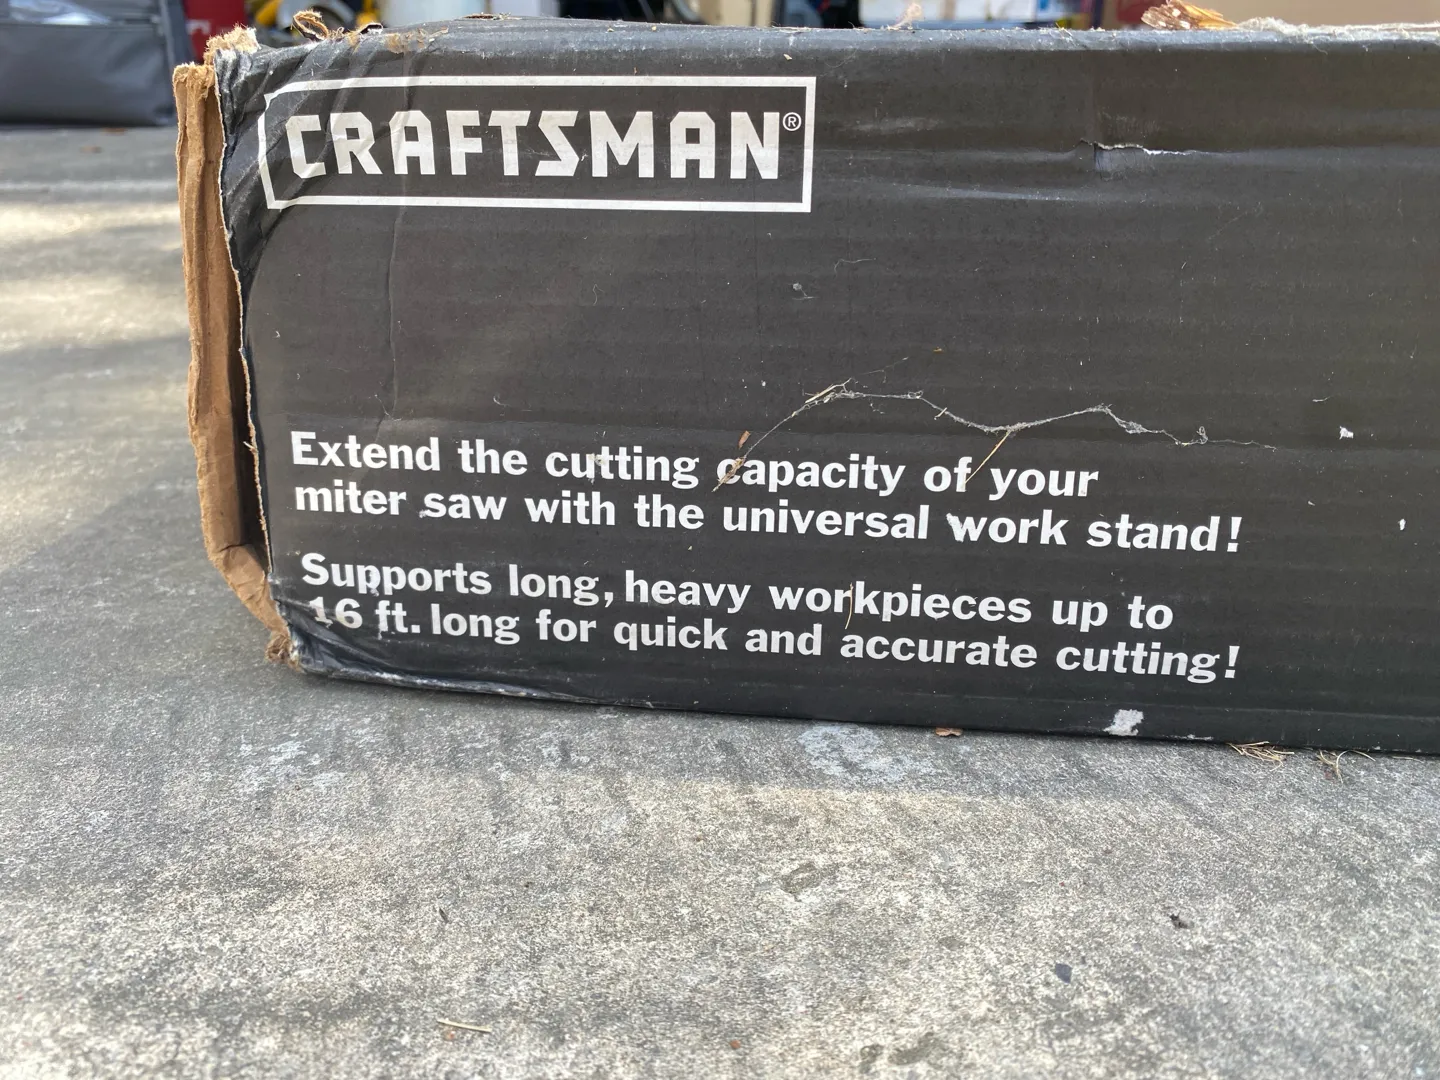 CRAFTSMAN®
Extend the cutting capacity of your
miter saw with the universal work stand!
Supports long, heavy workpieces up to
16 ft. long for quick and accurate cutting!